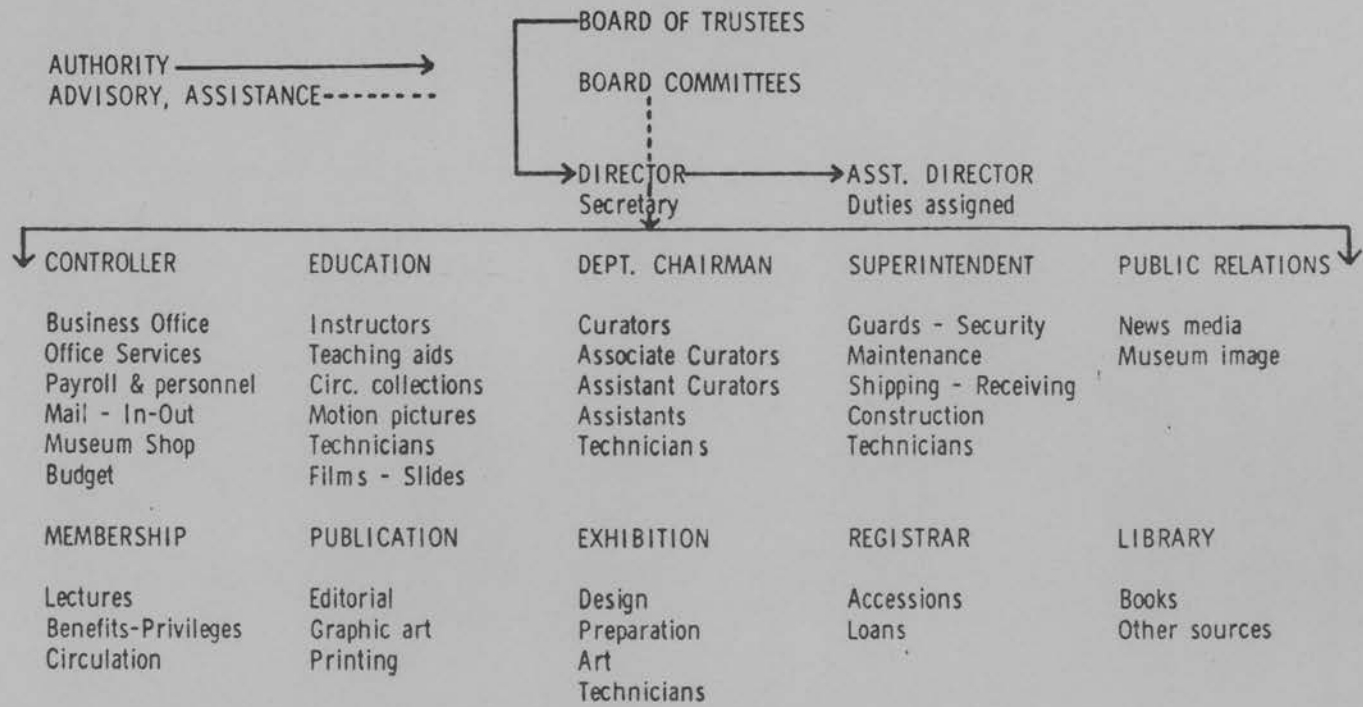 BOARD OF TRUSTEES
AUTHORITY
ADVISORY, ASSISTANCE
BOARD COMMITTEES
DIRECTOR
Secretary
ASST. DIRECTOR
Duties assigned
CONTROLLER
Business Office
Office Services
Payroll & personnel
Mail - In-Out
Museum Shop
Budget
EDUCATION
Instructors
Teaching aids
Circ. collections
Motion pictures
Technicians
Films - Slides
DEPT. CHAIRMAN
Curators
Associate Curators
Assistant Curators
Assistants
Technicians
SUPERINTENDENT
Guards - Security
Maintenance
Shipping - Receiving
Construction
Technicians
PUBLIC RELATIONS
News media
Museum image
MEMBERSHIP
Lectures
Benefits-Privileges
Circulation
PUBLICATION
Editorial
Graphic art
Printing
EXHIBITION
Design
Preparation
Art
Technicians
REGISTRAR
Accessions
Loans
LIBRARY
Books
Other sources